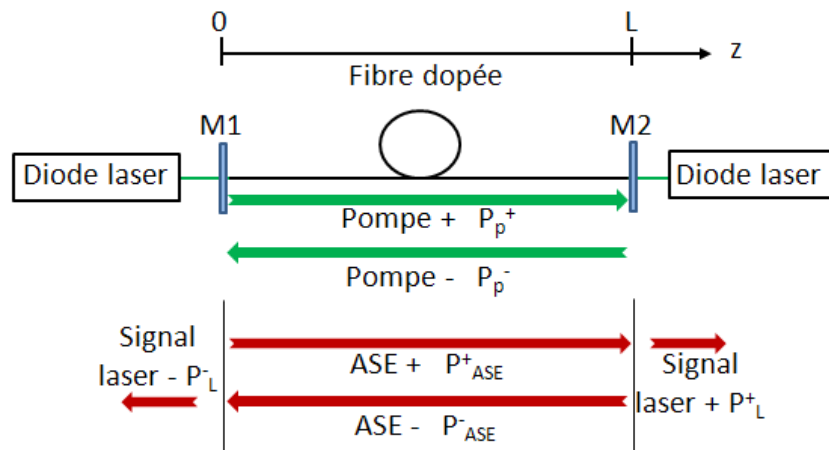 0 L
z
Fibre dopée
M1 M2
Diode laser Diode laser
Pompe + Pp+
Pompe - Pp-
Signal
laser - P-L
ASE + P+ASE
Signal
laser + P+L
ASE - P-ASE